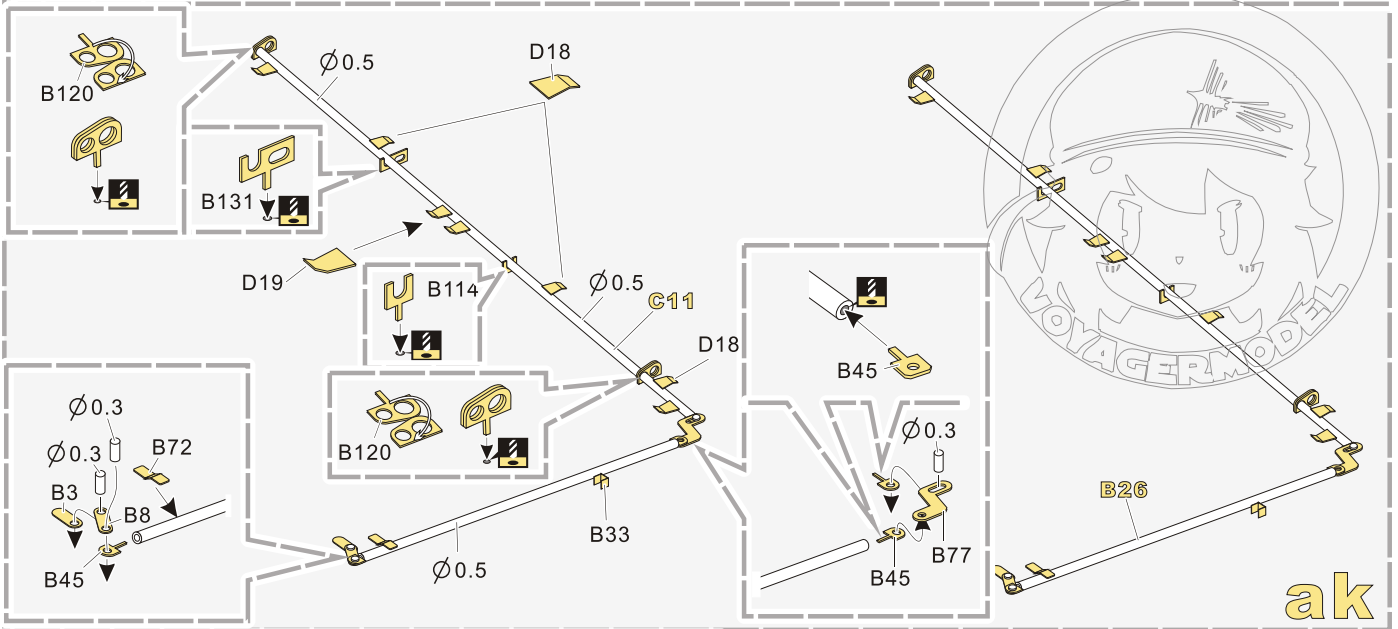 B120
Ø0.5
D18
B131
D19
B114
Ø0.5
C11
D18
B120
B45
Ø0.3
Ø0.3
Ø0.3
B72
B3
B8
B45
B33
Ø0.5
B45
B77
B26
VOYAGERMODEL
ak